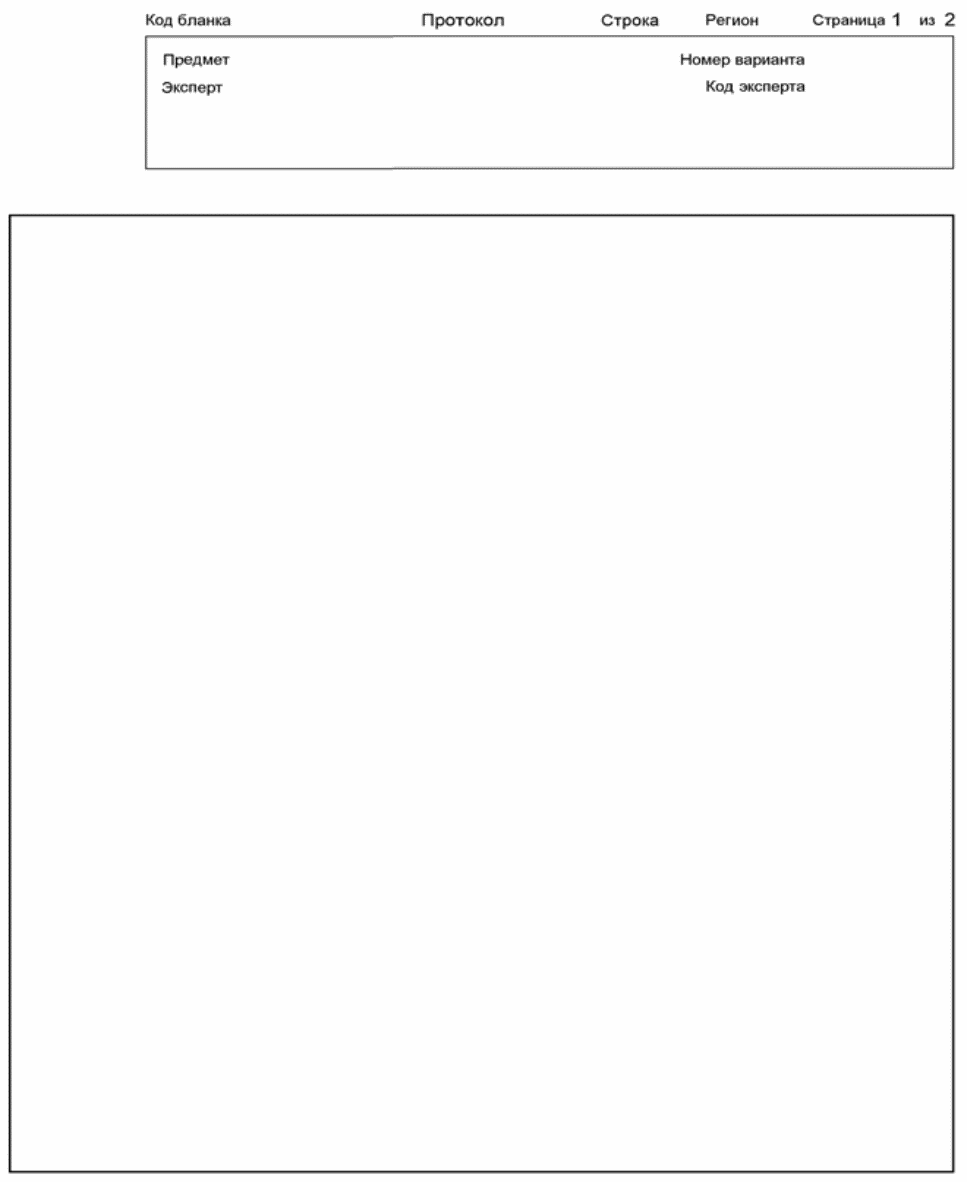 Код бланка Протокол Строка Регион Страница 1 из 2
Предмет Номер варианта
Эксперт Код эксперта